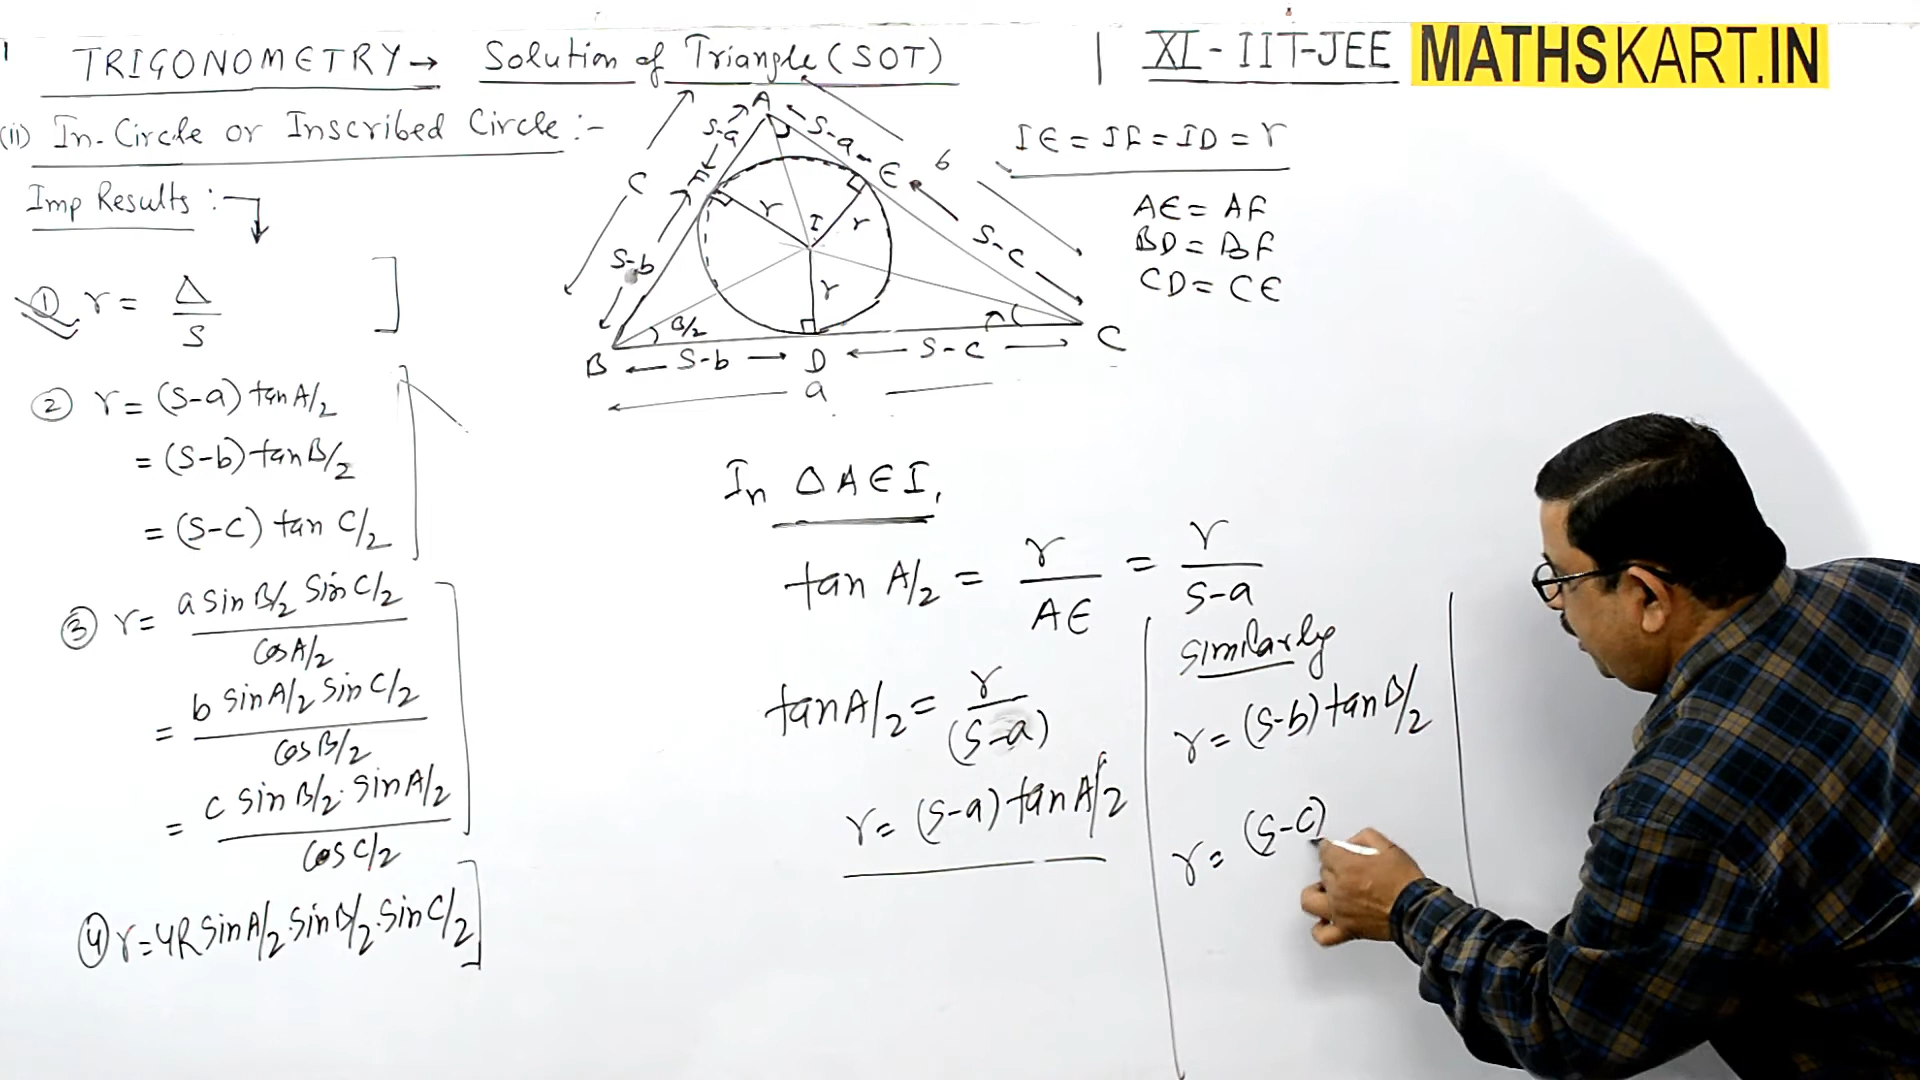 TRIGONOMETRY → Solution of Triangle (SOT) | XI - IIT-JEE
MATHSKART.IN
(ii) In-Circle or Inscribed Circle :-
Imp Results :-
① r = Δ/S
② r = (S-a) tan A/2
= (S-b) tan B/2
= (S-c) tan C/2
③ r = a sin B/2 sin C/2 / cos A/2
= b sin A/2 sin C/2 / cos B/2
= c sin B/2 . sin A/2 / cos C/2
④ r = 4R sin A/2 . sin B/2 . sin C/2
A
S-a
S-a
C
F
E
b
r
I
r
S-b
S-c
r
B/2
B
S-b
D
S-c
C
a
IE = IF = ID = r
AE = AF
BD = BF
CD = CE
In ΔAEI,
tan A/2 = r/AE = r/S-a
tan A/2 = r/(S-a)
r = (S-a) tan A/2
Similarly
r = (S-b) tan B/2
r = (S-c)